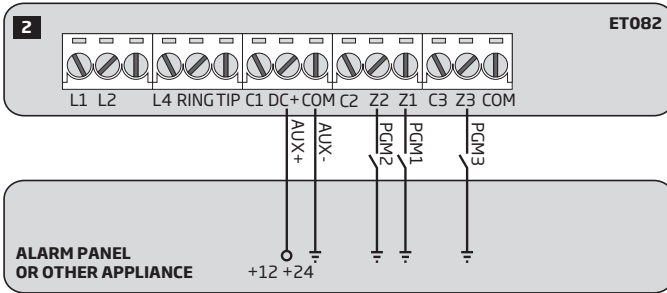 2
ET082
L1 L2 L4 RING TIP C1 DC+ COM C2 Z2 Z1 C3 Z3 COM
AUX+
AUX-
PGM2
PGM1
PGM3
ALARM PANEL
OR OTHER APPLIANCE
+12 +24